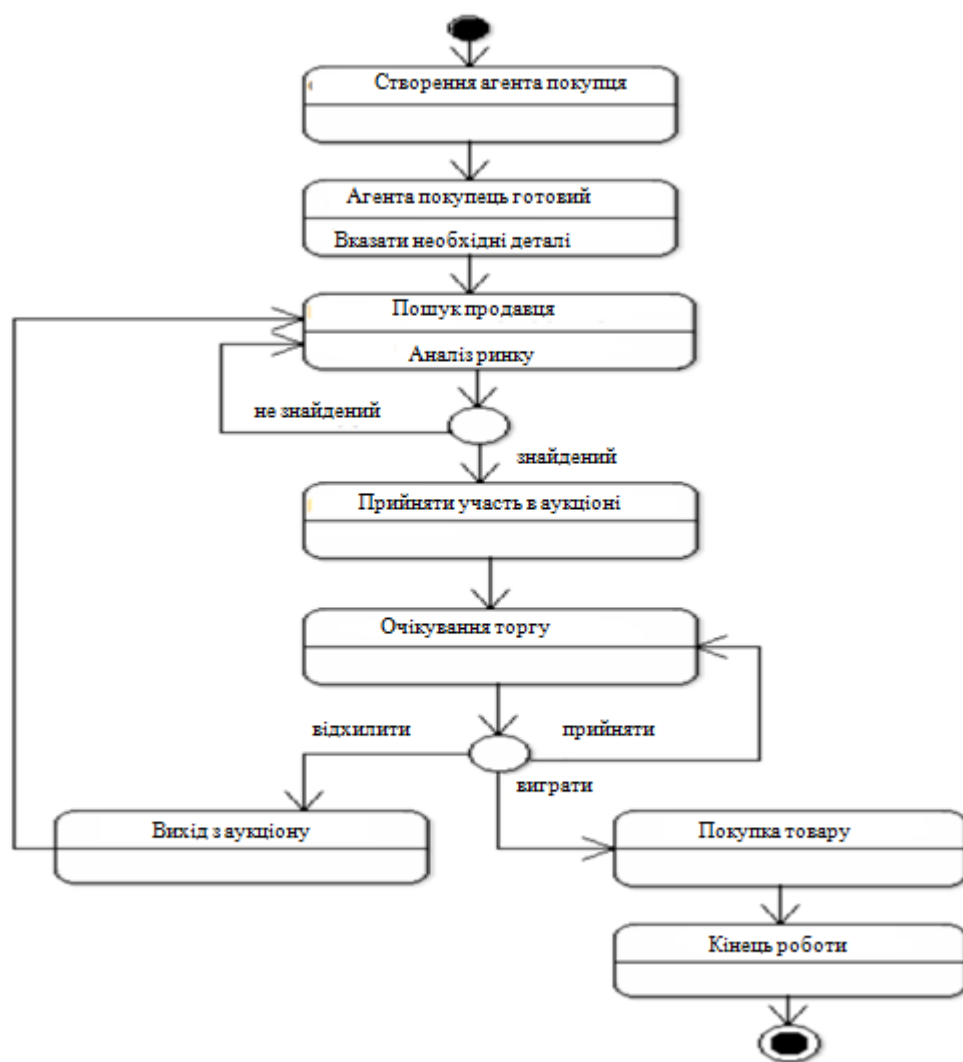 Створення агента покупця
Агента покупець готовий
Вказати необхідні деталі
Пошук продавця
Аналіз ринку
не знайдений
знайдений
Прийняти участь в аукціоні
Очікування торгу
відхилити
прийняти
виграти
Вихід з аукціону
Покупка товару
Кінець роботи